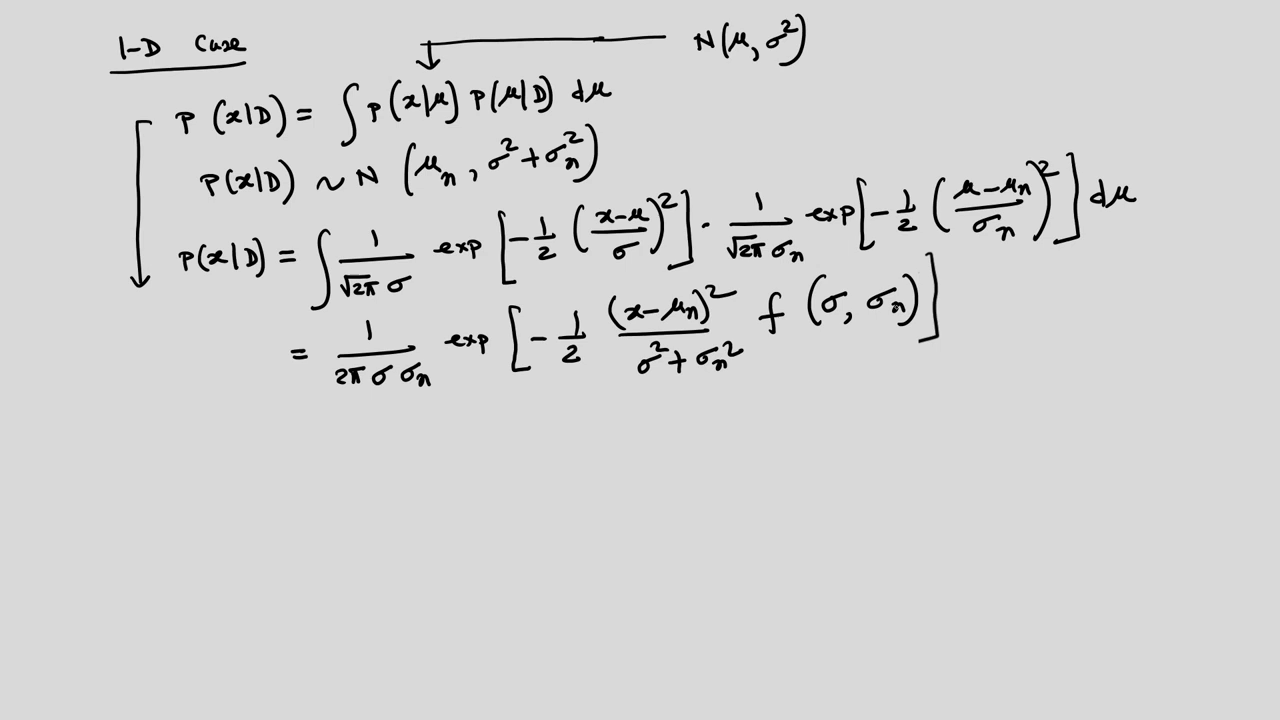 1-D Case N(μ, σ²)
P(x|D) = ∫ P(x|μ) P(μ|D) dμ
P(x|D) ~ N (μₙ, σ² + σₙ²)
P(x|D) = ∫ 1/(√2π σ) exp [-1/2 ((x-μ)/σ)²] · 1/(√2π σₙ) exp [-1/2 ((μ-μₙ)/σₙ)²] dμ
= 1/(2π σ σₙ) exp [-1/2 (x-μₙ)²/(σ² + σₙ²) f (σ, σₙ)]